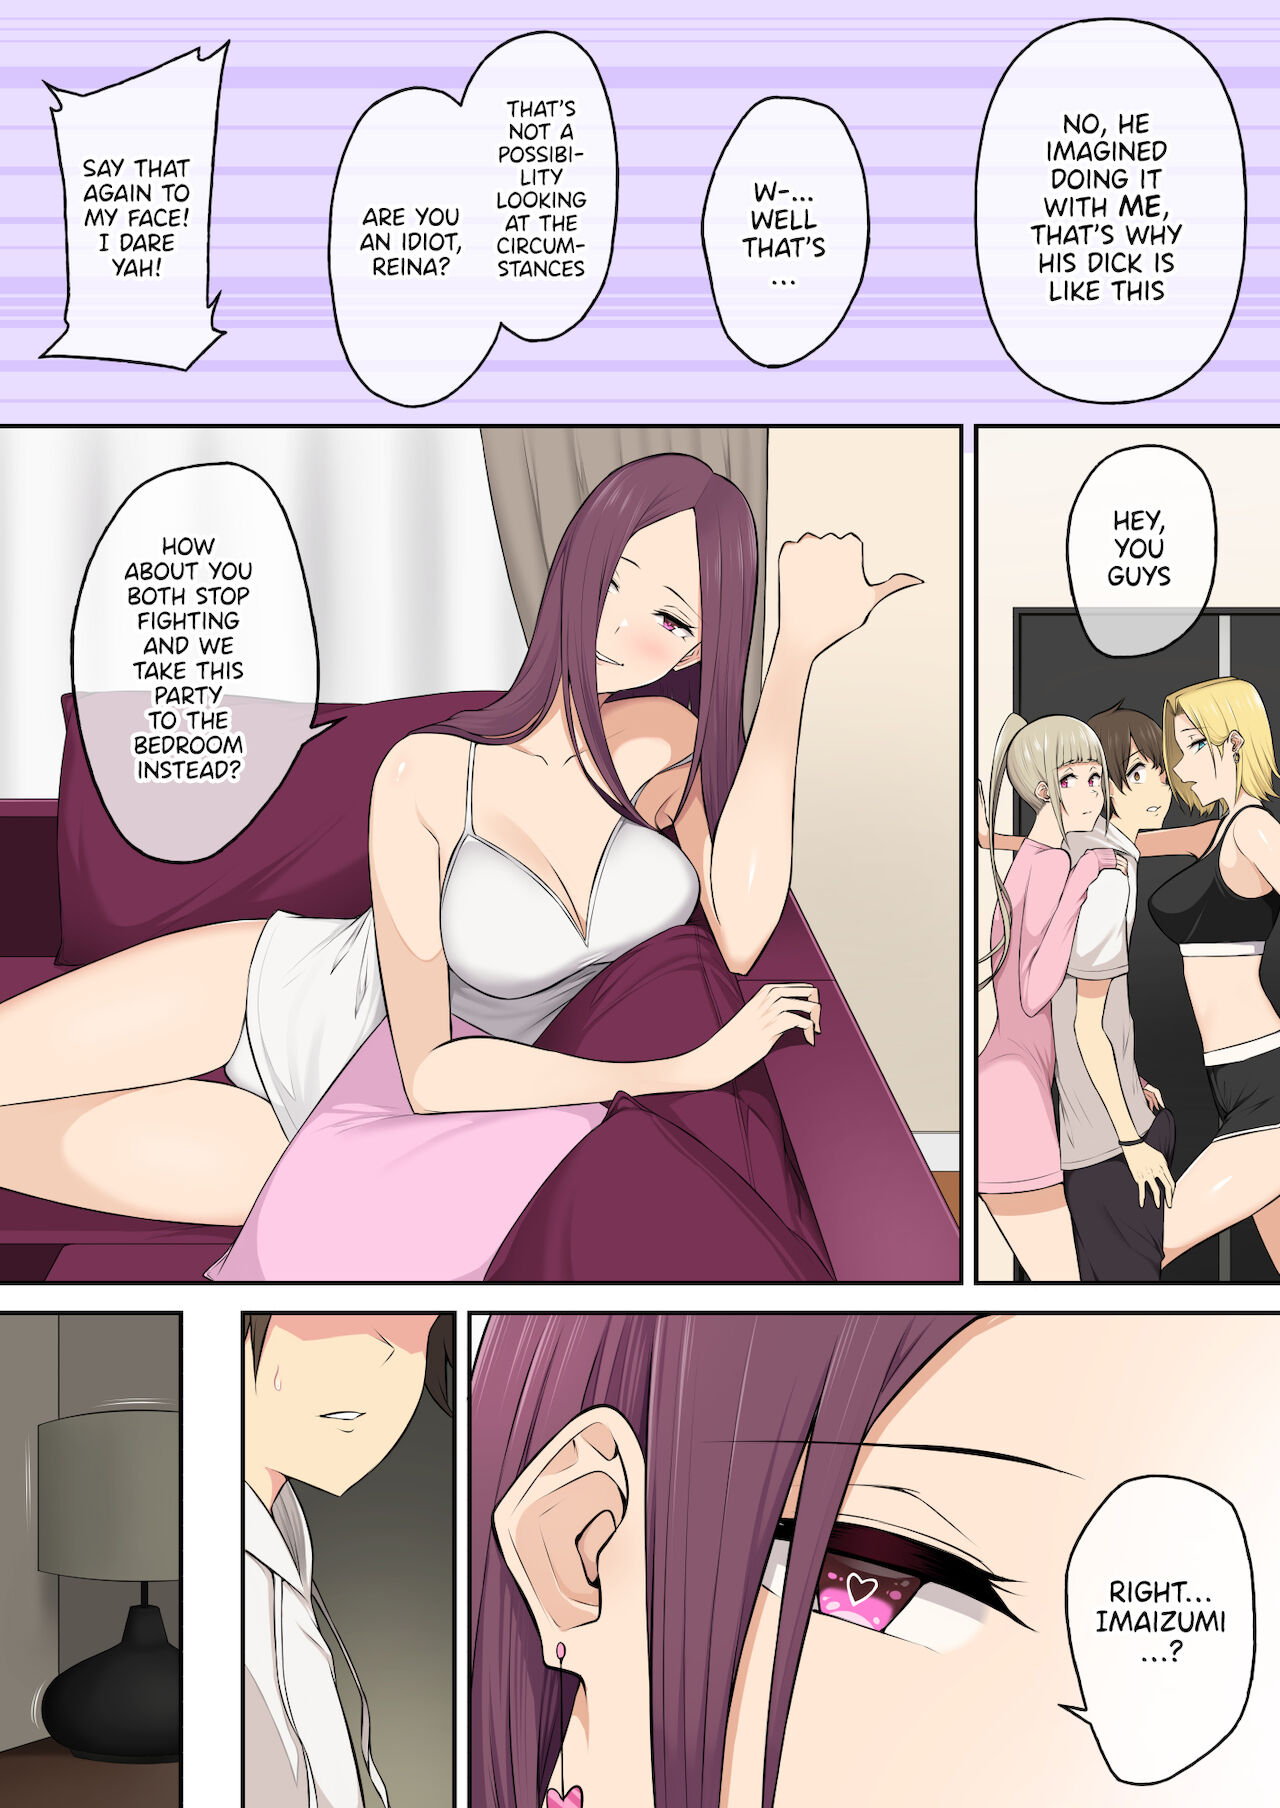 NO, HE
IMAGINED
DOING IT
WITH ME,
THAT'S WHY
HIS DICK IS
LIKE THIS
W-...
WELL
THAT'S
...
THAT'S
NOT A
POSSIBI-
LITY
LOOKING
AT THE
CIRCUM-
STANCES
ARE YOU
AN IDIOT,
REINA?
SAY THAT
AGAIN TO
MY FACE!
I DARE
YAH!
HEY,
YOU
GUYS
HOW
ABOUT YOU
BOTH STOP
FIGHTING
AND WE
TAKE THIS
PARTY
TO THE
BEDROOM
INSTEAD?
RIGHT...
IMAIZUMI
...?